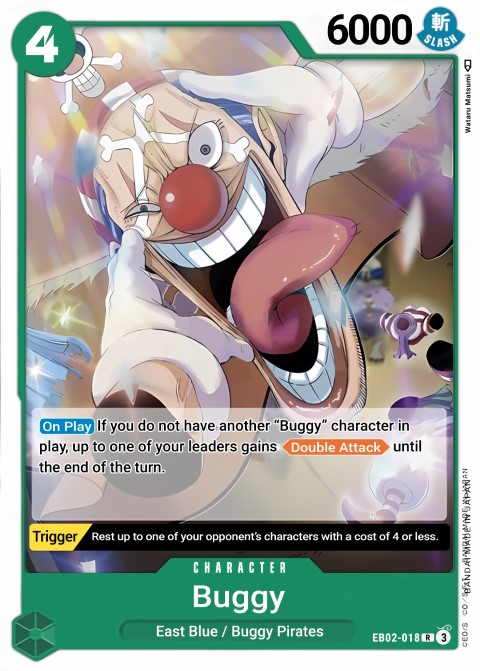 4
6000
斬
SLASH
Wataru Matsumi
On Play If you do not have another “Buggy” character in
play, up to one of your leaders gains Double Attack until
the end of the turn.
Trigger Rest up to one of your opponent's characters with a cost of 4 or less.
CHARACTER
Buggy
East Blue / Buggy Pirates
EB02-018 R 3